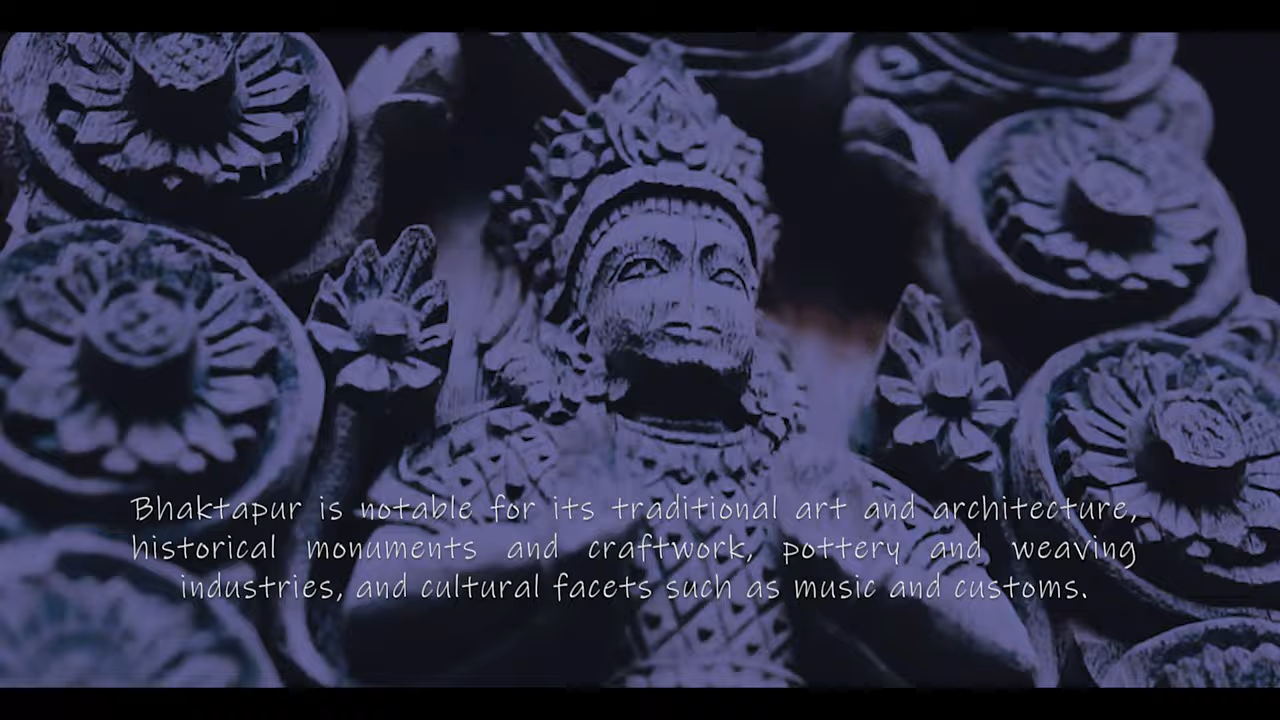 Bhaktapur is notable for its traditional art and architecture,
historical monuments and craftwork, pottery and weaving
industries, and cultural facets such as music and customs.